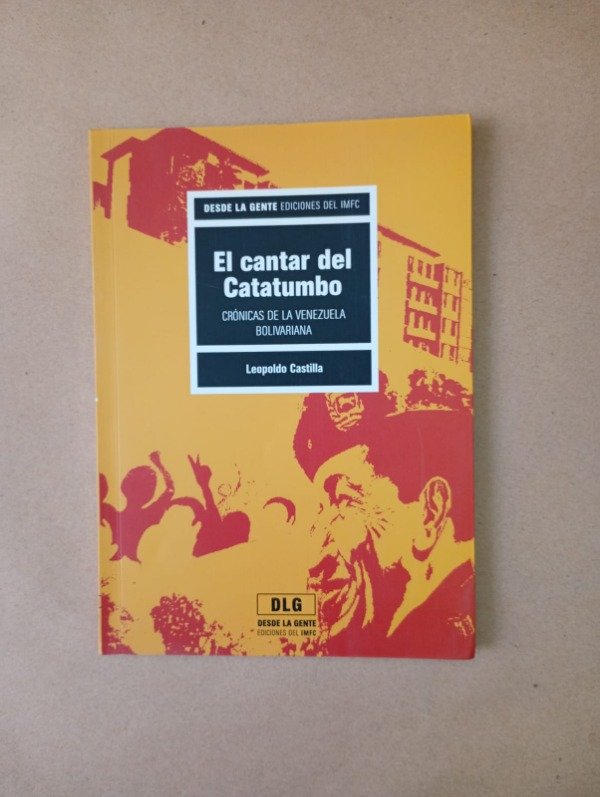 DESDE LA GENTE EDICIONES DEL IMFC
El cantar del
Catatumbo
CRÓNICAS DE LA VENEZUELA
BOLIVARIANA
Leopoldo Castilla
DLG
DESDE LA GENTE
EDICIONES DEL IMFC